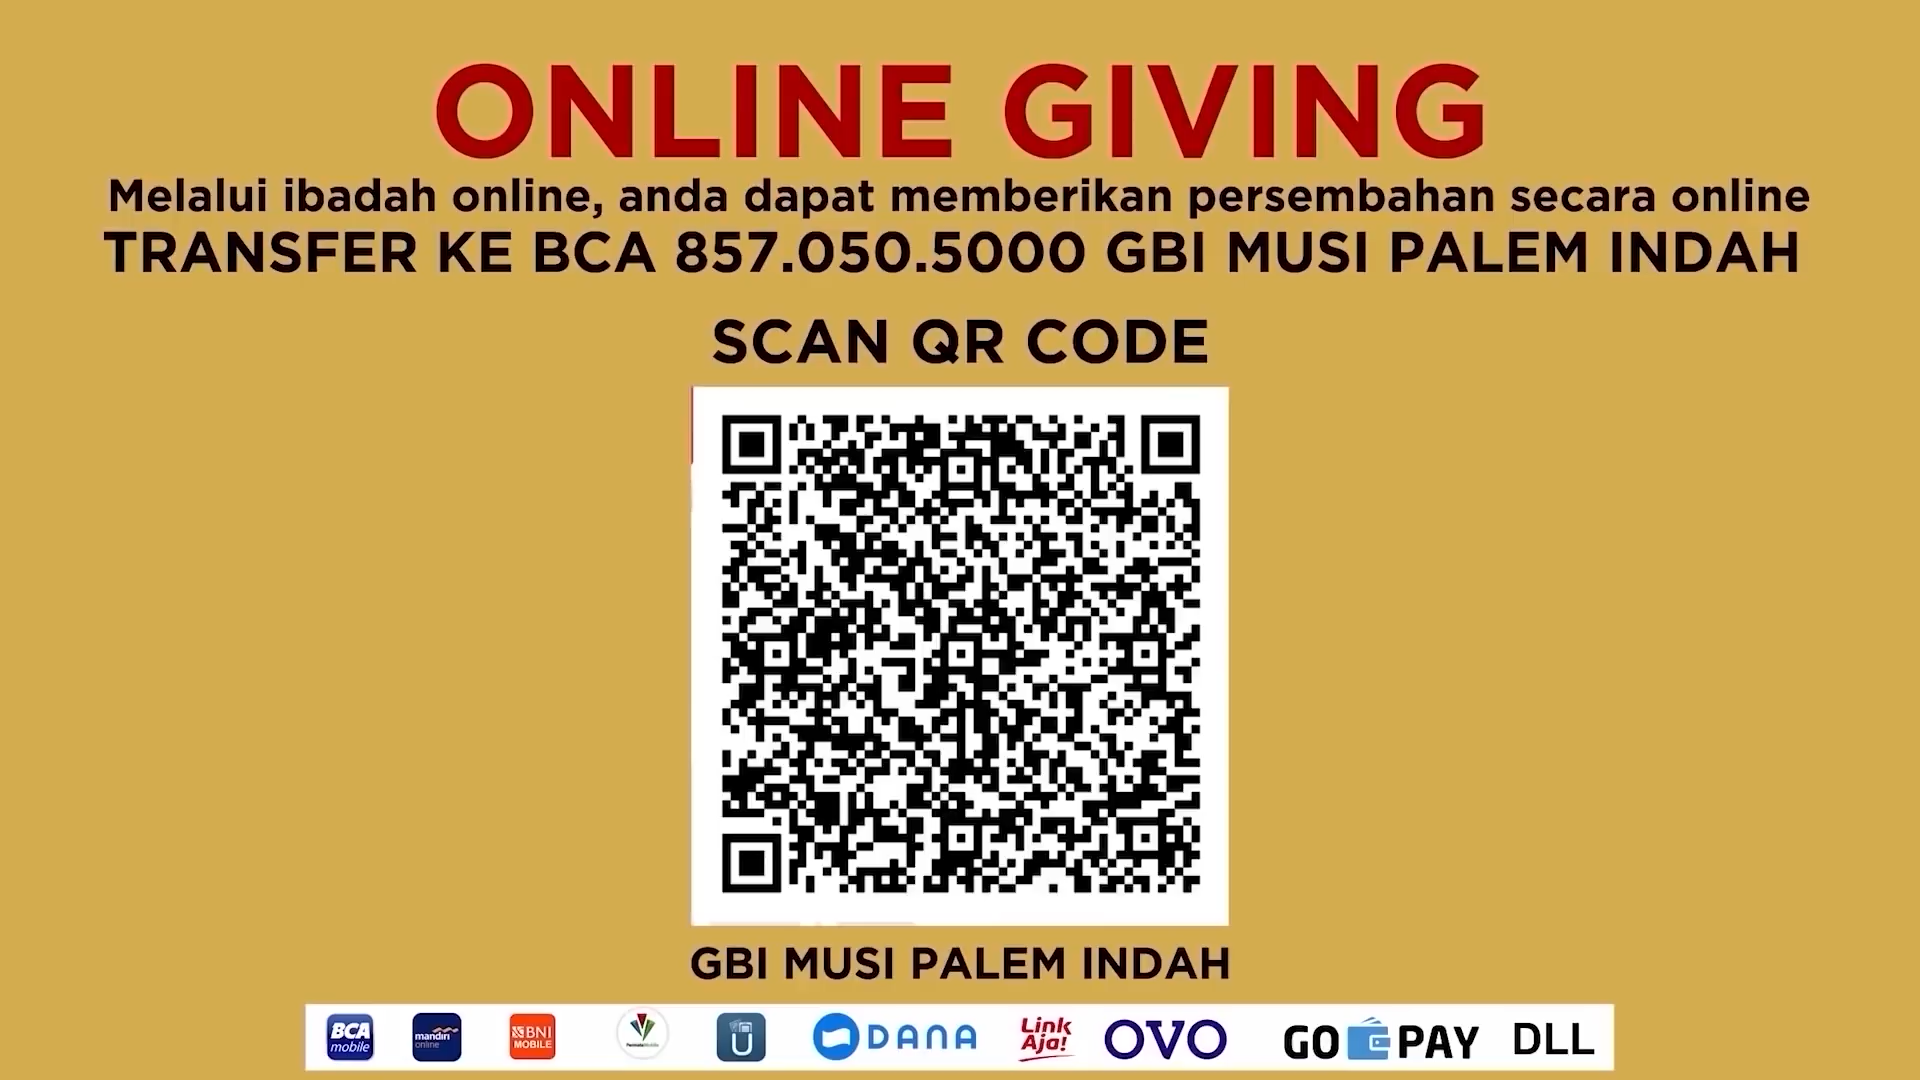 ONLINE GIVING
Melalui ibadah online, anda dapat memberikan persembahan secara online
TRANSFER KE BCA 857.050.5000 GBI MUSI PALEM INDAH
SCAN QR CODE
GBI MUSI PALEM INDAH
BCA mobile mandiri online BNI MOBILE PermataMobile U DANA Link Aja! OVO GO PAY DLL